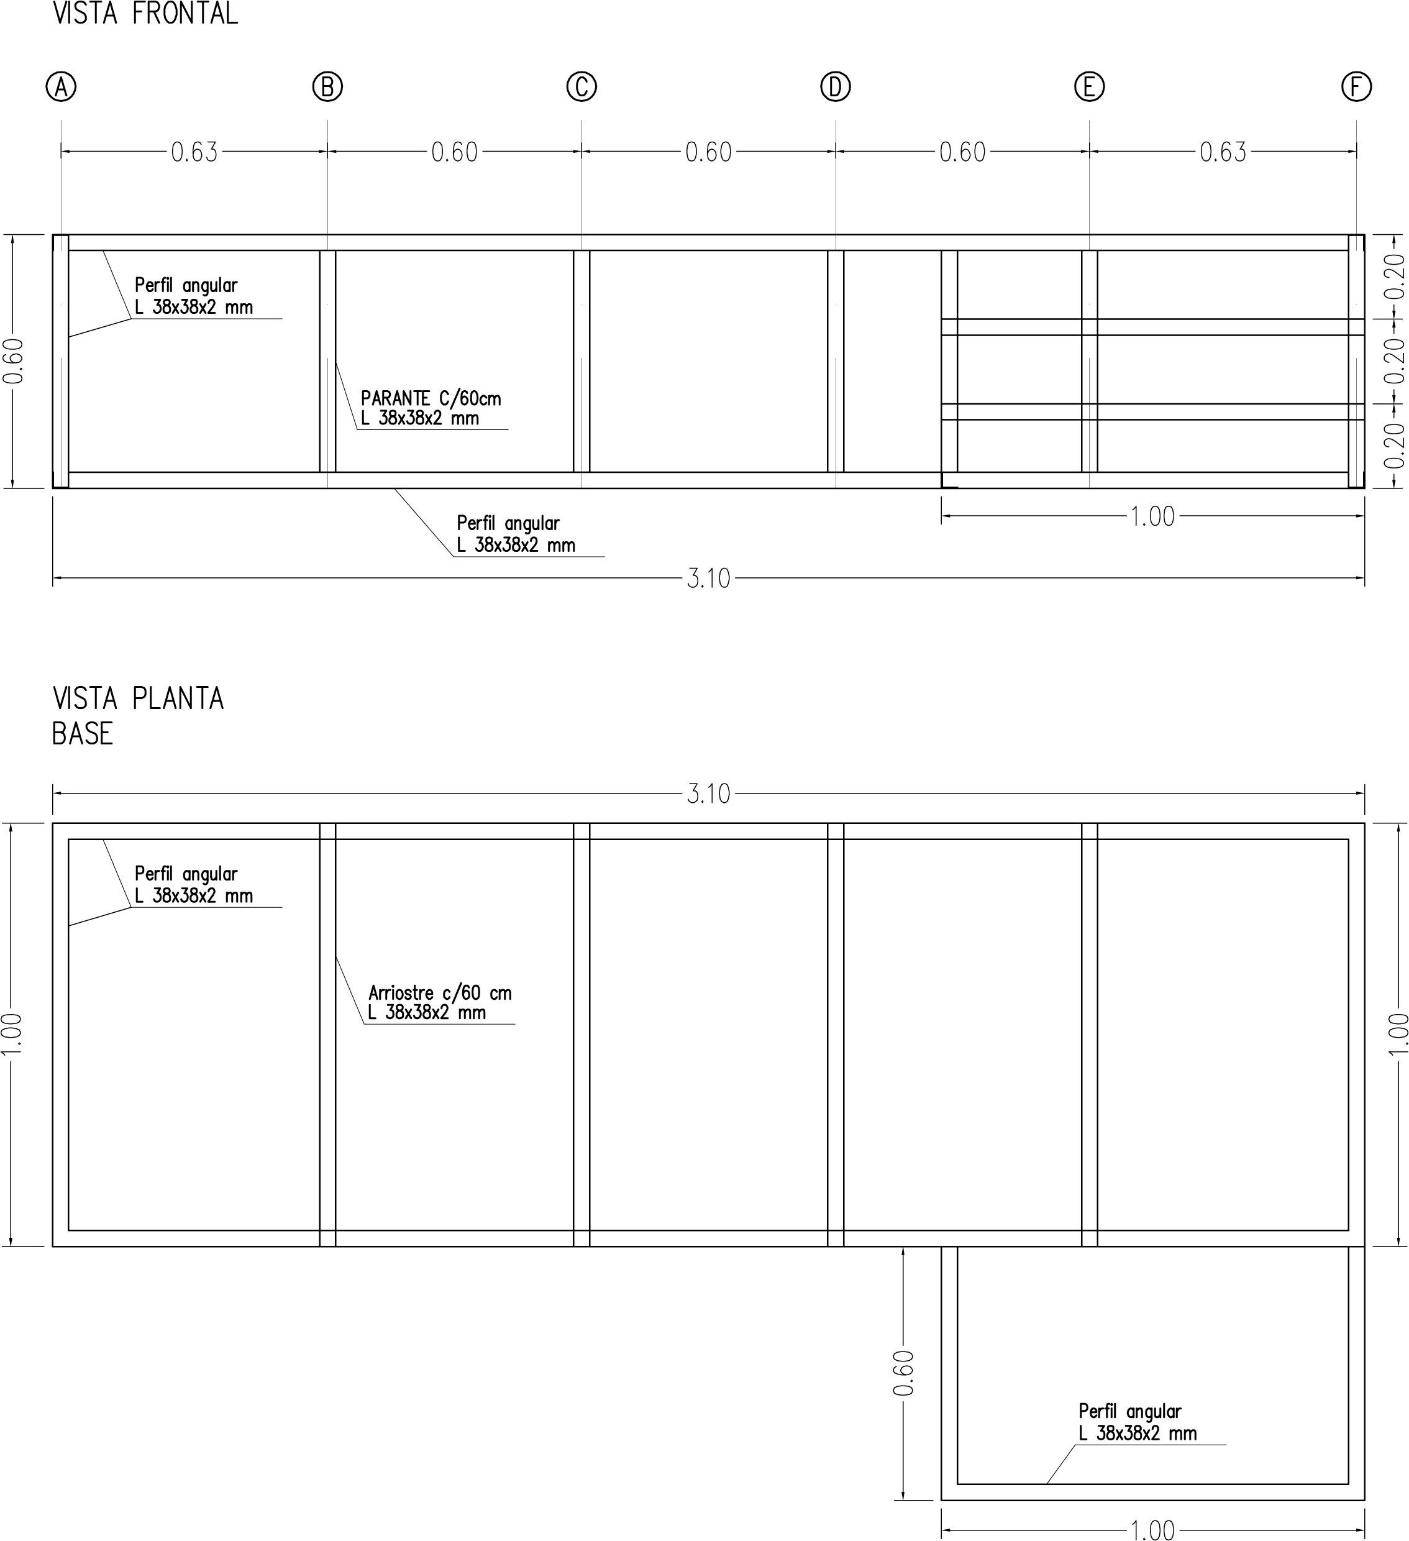 VISTA FRONTAL
A B C D E F
0.63 0.60 0.60 0.60 0.63
Perfil angular
L 38x38x2 mm
0.20
0.60
0.20
PARANTE C/60cm
L 38x38x2 mm
0.20
Perfil angular
L 38x38x2 mm
1.00
3.10
VISTA PLANTA
BASE
3.10
Perfil angular
L 38x38x2 mm
Arriostre c/60 cm
L 38x38x2 mm
1.00
1.00
0.60
Perfil angular
L 38x38x2 mm
1.00